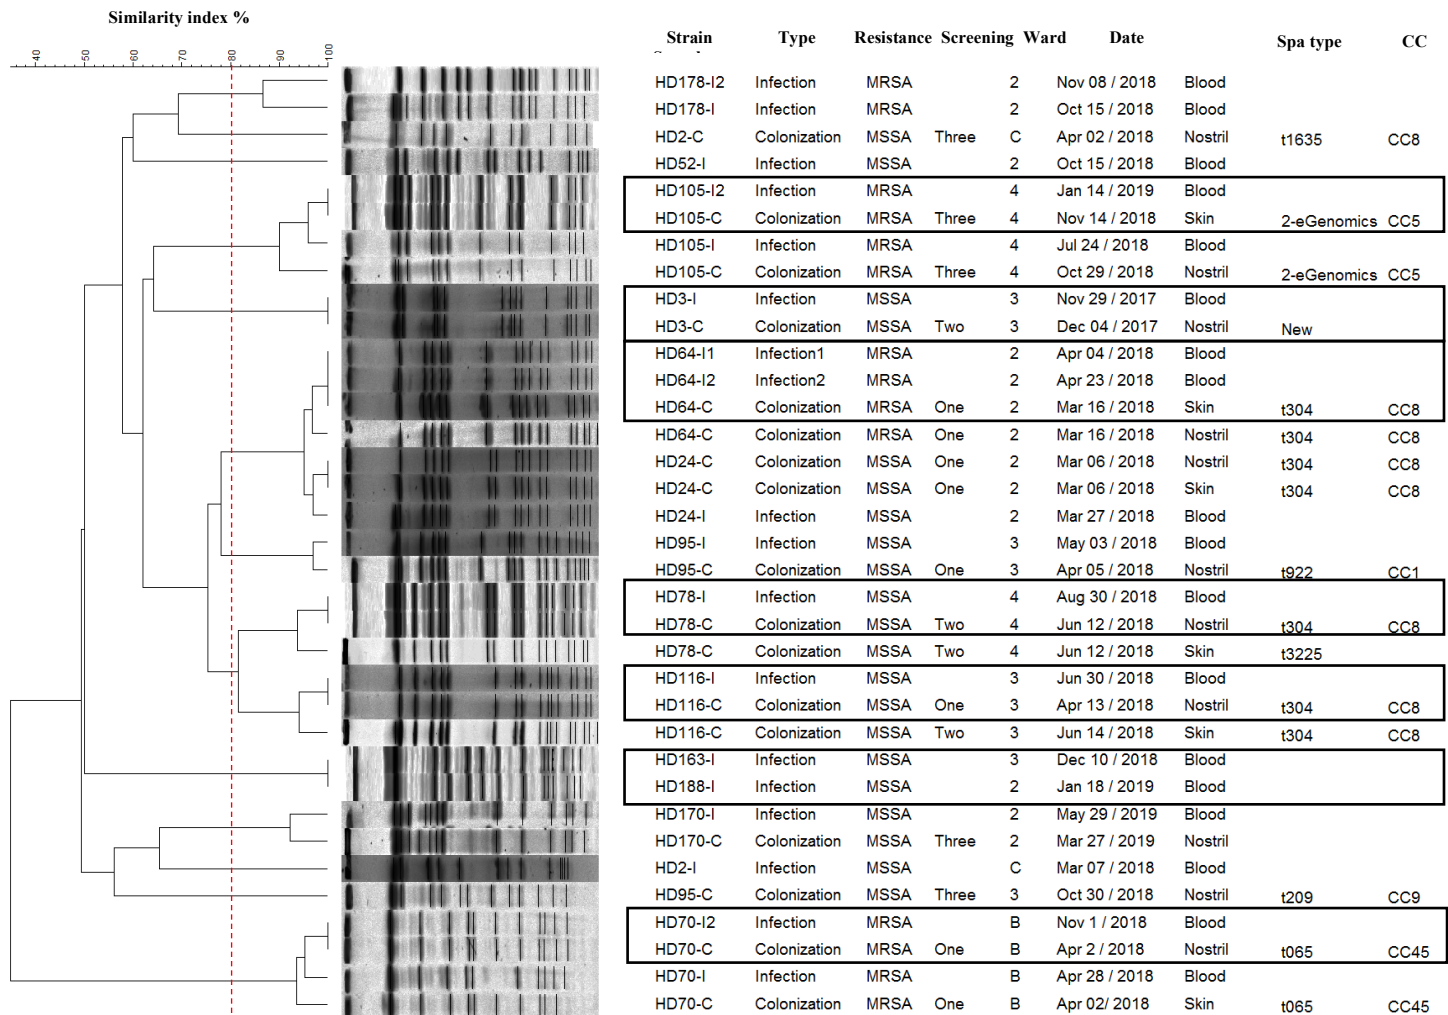 Similarity index %
40 50 60 70 80 90 100
Strain Type Resistance Screening Ward Date Spa type CC
HD178-I2 Infection MRSA 2 Nov 08 / 2018 Blood
HD178-I Infection MRSA 2 Oct 15 / 2018 Blood
HD2-C Colonization MSSA Three C Apr 02 / 2018 Nostril t1635 CC8
HD52-I Infection MSSA 2 Oct 15 / 2018 Blood
HD105-I2 Infection MRSA 4 Jan 14 / 2019 Blood
HD105-C Colonization MRSA Three 4 Nov 14 / 2018 Skin 2-eGenomics CC5
HD105-I Infection MRSA 4 Jul 24 / 2018 Blood
HD105-C Colonization MRSA Three 4 Oct 29 / 2018 Nostril 2-eGenomics CC5
HD3-I Infection MSSA 3 Nov 29 / 2017 Blood
HD3-C Colonization MSSA Two 3 Dec 04 / 2017 Nostril New
HD64-I1 Infection1 MRSA 2 Apr 04 / 2018 Blood
HD64-I2 Infection2 MRSA 2 Apr 23 / 2018 Blood
HD64-C Colonization MRSA One 2 Mar 16 / 2018 Skin t304 CC8
HD64-C Colonization MRSA One 2 Mar 16 / 2018 Nostril t304 CC8
HD24-C Colonization MSSA One 2 Mar 06 / 2018 Nostril t304 CC8
HD24-C Colonization MSSA One 2 Mar 06 / 2018 Skin t304 CC8
HD24-I Infection MSSA 2 Mar 27 / 2018 Blood
HD95-I Infection MSSA 3 May 03 / 2018 Blood
HD95-C Colonization MSSA One 3 Apr 05 / 2018 Nostril t922 CC1
HD78-I Infection MSSA 4 Aug 30 / 2018 Blood
HD78-C Colonization MSSA Two 4 Jun 12 / 2018 Nostril t304 CC8
HD78-C Colonization MSSA Two 4 Jun 12 / 2018 Skin t3225
HD116-I Infection MSSA 3 Jun 30 / 2018 Blood
HD116-C Colonization MSSA One 3 Apr 13 / 2018 Nostril t304 CC8
HD116-C Colonization MSSA Two 3 Jun 14 / 2018 Skin t304 CC8
HD163-I Infection MSSA 3 Dec 10 / 2018 Blood
HD188-I Infection MSSA 2 Jan 18 / 2019 Blood
HD170-I Infection MSSA 2 May 29 / 2019 Blood
HD170-C Colonization MSSA Three 2 Mar 27 / 2019 Nostril
HD2-I Infection MSSA C Mar 07 / 2018 Blood
HD95-C Colonization MSSA Three 3 Oct 30 / 2018 Nostril t209 CC9
HD70-I2 Infection MRSA B Nov 1 / 2018 Blood
HD70-C Colonization MRSA One B Apr 2 / 2018 Nostril t065 CC45
HD70-I Infection MRSA B Apr 28 / 2018 Blood
HD70-C Colonization MRSA One B Apr 02/ 2018 Skin t065 CC45